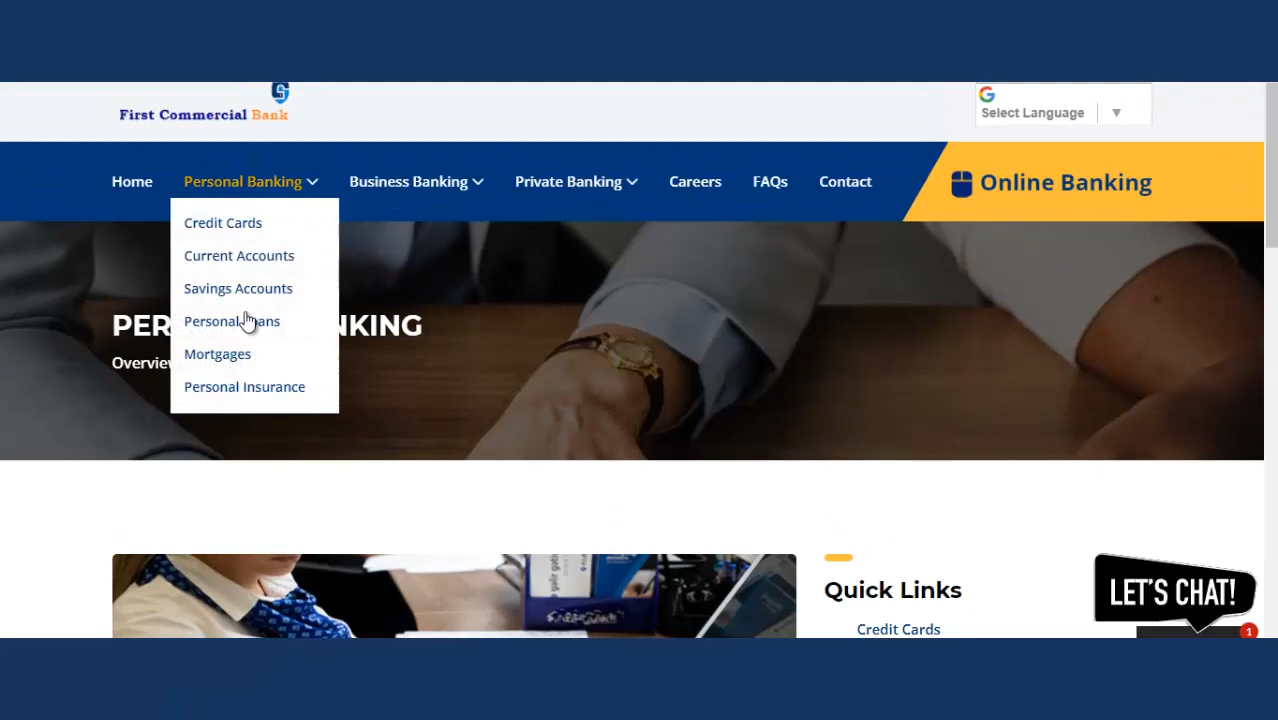 First Commercial Bank
Select Language ▼
Home Personal Banking Business Banking Private Banking Careers FAQs Contact Online Banking
Credit Cards
Current Accounts
Savings Accounts
Personal
Mortgages
Personal Insurance
Quick Links
Credit Cards
LET'S CHAT!
1